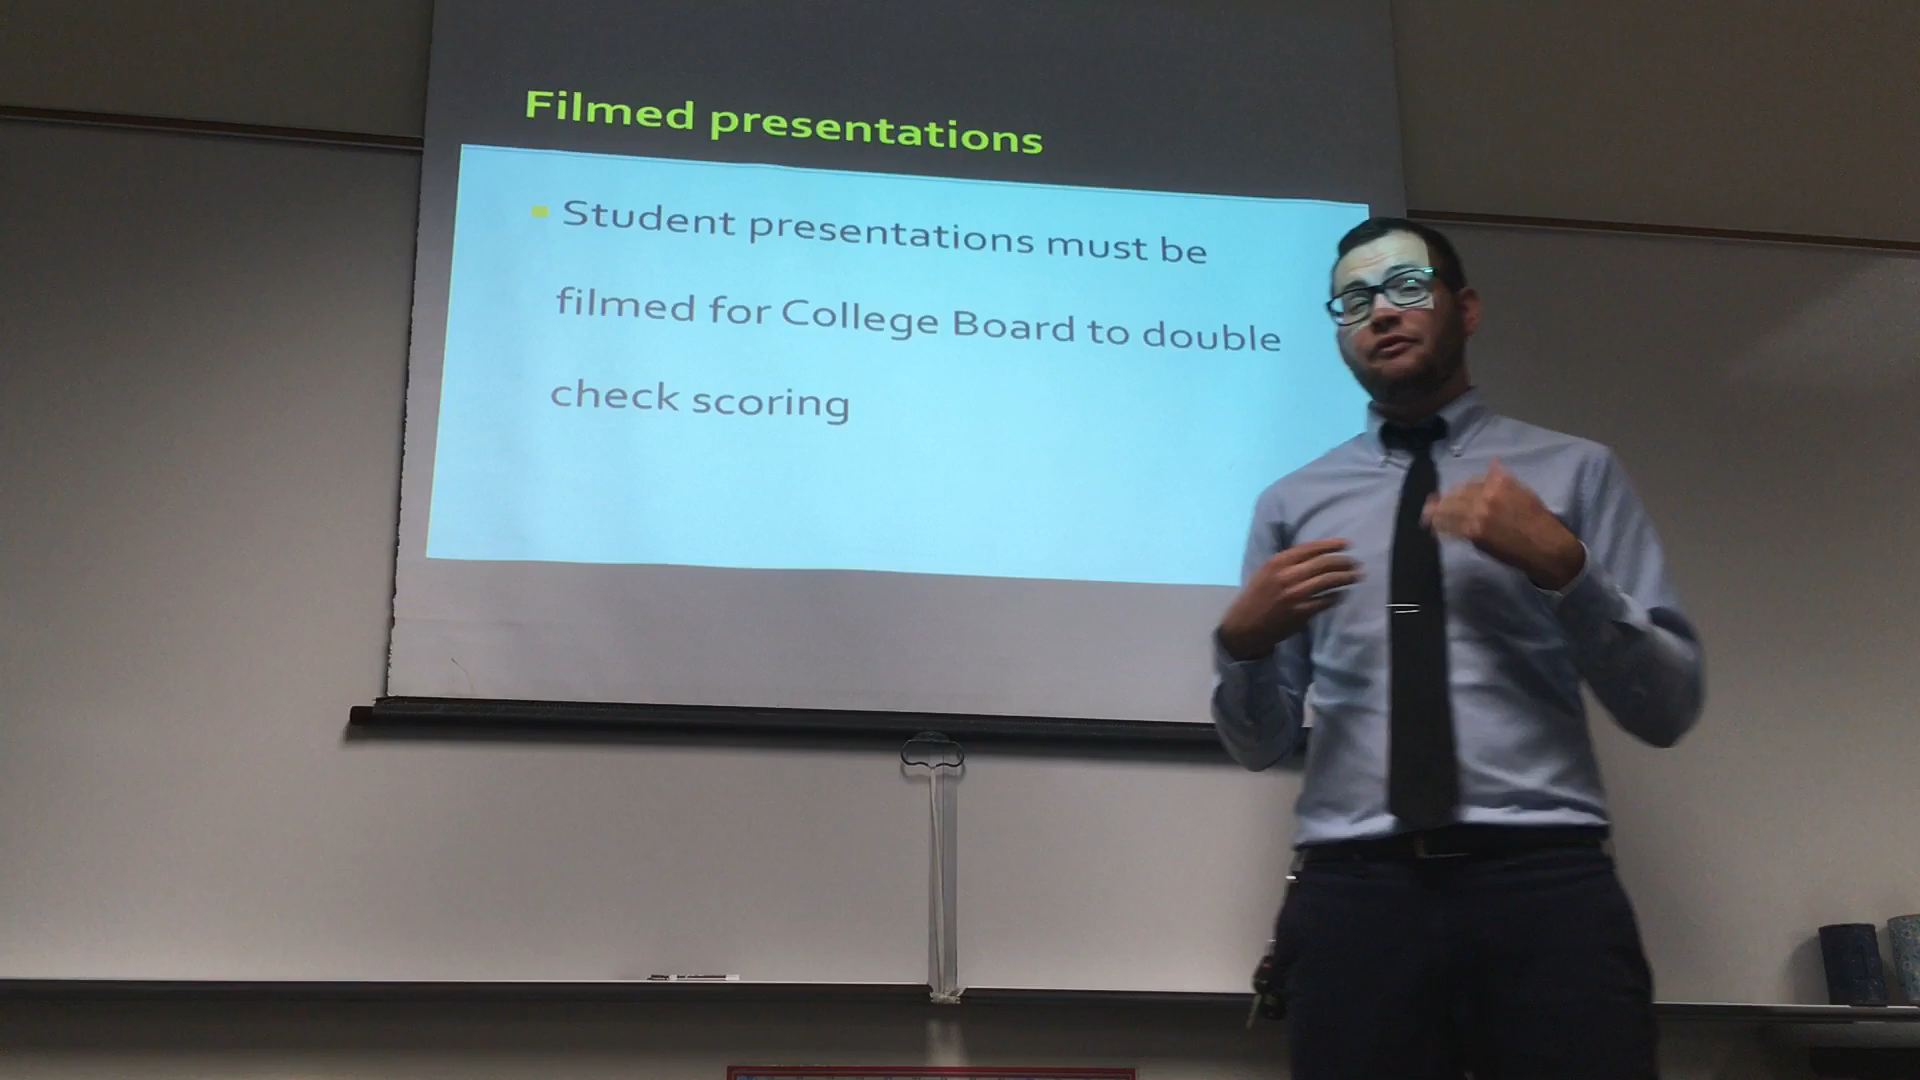 Filmed presentations
Student presentations must be
filmed for College Board to double
check scoring